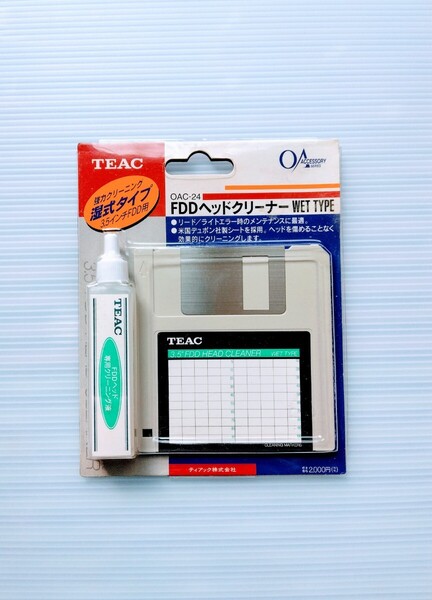 TEAC
OA ACCESSORY
強力クリーニング
湿式タイプ
3.5インチFDD用
OAC-24
FDDヘッドクリーナー WET TYPE
●リード/ライトエラー時のメンテナンスに最適。
●米国デュポン社製シートを採用。ヘッドを傷めることなく
効果的にクリーニングします。
TEAC
FDDヘッド
専用クリーニング液
TEAC
3.5" FDD HEAD CLEANER WET TYPE
CLEANING MARKERS
ティアック株式会社
2,000円